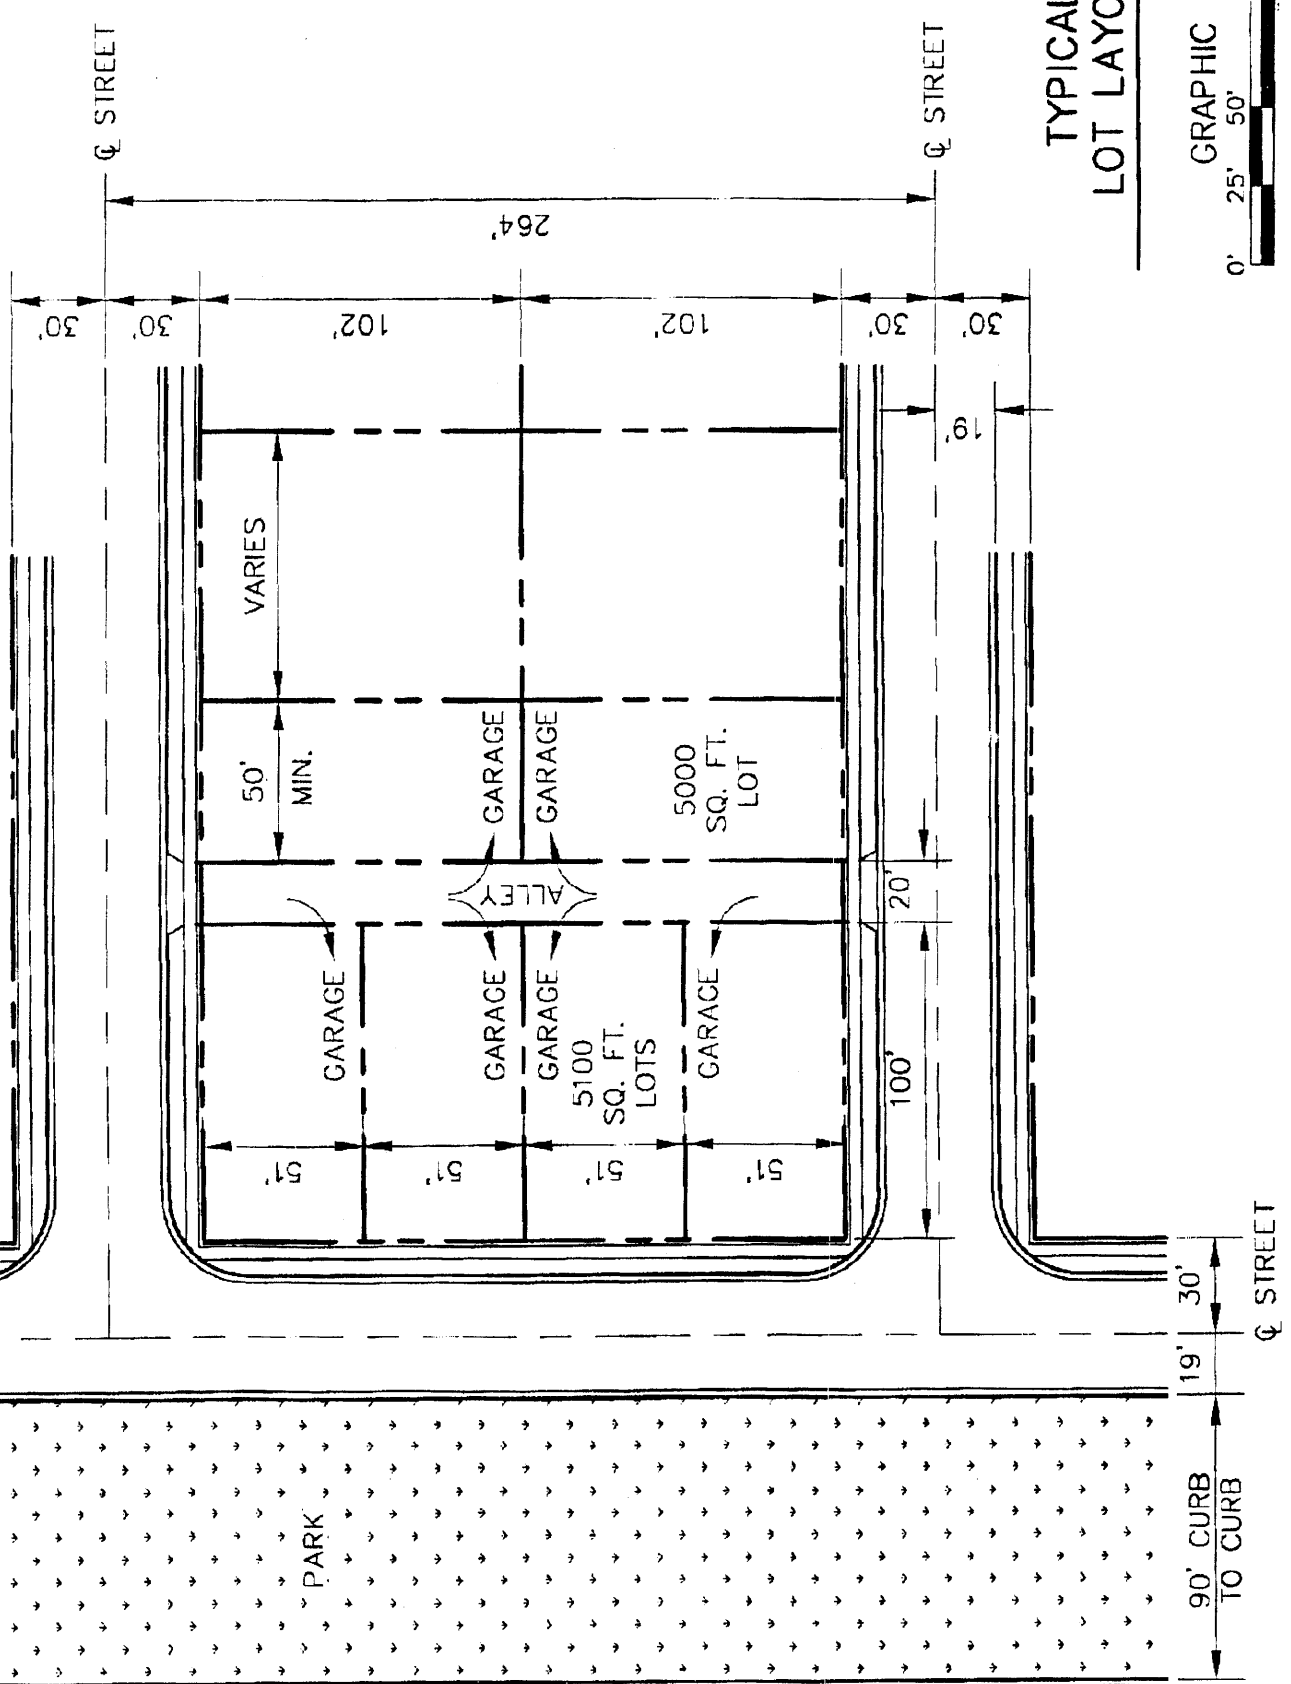 ℄ STREET
℄ STREET
TYPICAL
LOT LAYO
GRAPHIC
0' 25' 50'
264'
30'
30'
102'
102'
30'
30'
19'
VARIES
50'
MIN.
GARAGE
GARAGE
5000
SQ. FT.
LOT
ALLEY
20'
GARAGE
GARAGE
GARAGE
GARAGE
5100
SQ. FT.
LOTS
100'
51'
51'
51'
51'
30'
℄ STREET
19'
PARK
90' CURB
TO CURB